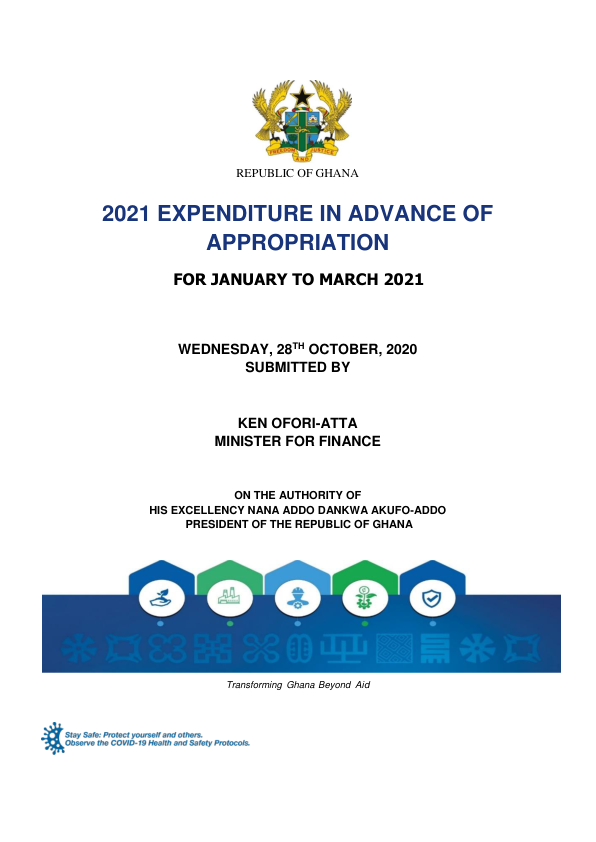 FREEDOM AND JUSTICE
REPUBLIC OF GHANA
2021 EXPENDITURE IN ADVANCE OF
APPROPRIATION
FOR JANUARY TO MARCH 2021
WEDNESDAY, 28TH OCTOBER, 2020
SUBMITTED BY
KEN OFORI-ATTA
MINISTER FOR FINANCE
ON THE AUTHORITY OF
HIS EXCELLENCY NANA ADDO DANKWA AKUFO-ADDO
PRESIDENT OF THE REPUBLIC OF GHANA
Transforming Ghana Beyond Aid
Stay Safe: Protect yourself and others.
Observe the COVID-19 Health and Safety Protocols.